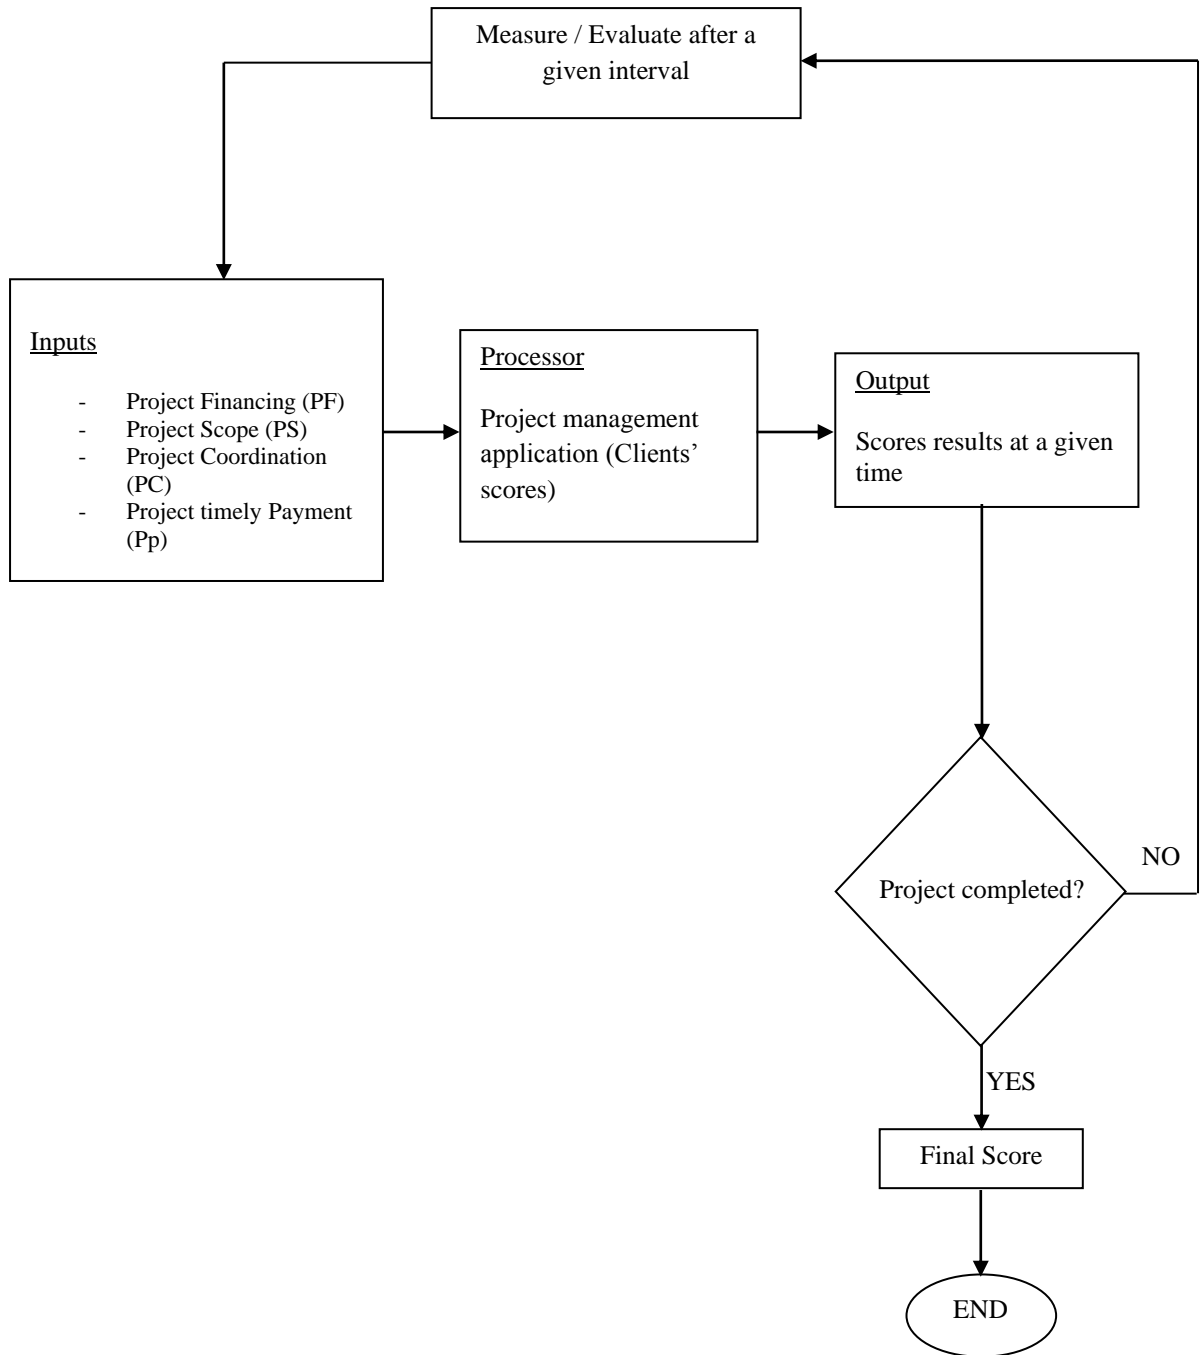 Measure / Evaluate after a
given interval
Inputs
- Project Financing (PF)
- Project Scope (PS)
- Project Coordination
(PC)
- Project timely Payment
(Pp)
Processor
Project management
application (Clients’
scores)
Output
Scores results at a given
time
Project completed?
NO
YES
Final Score
END